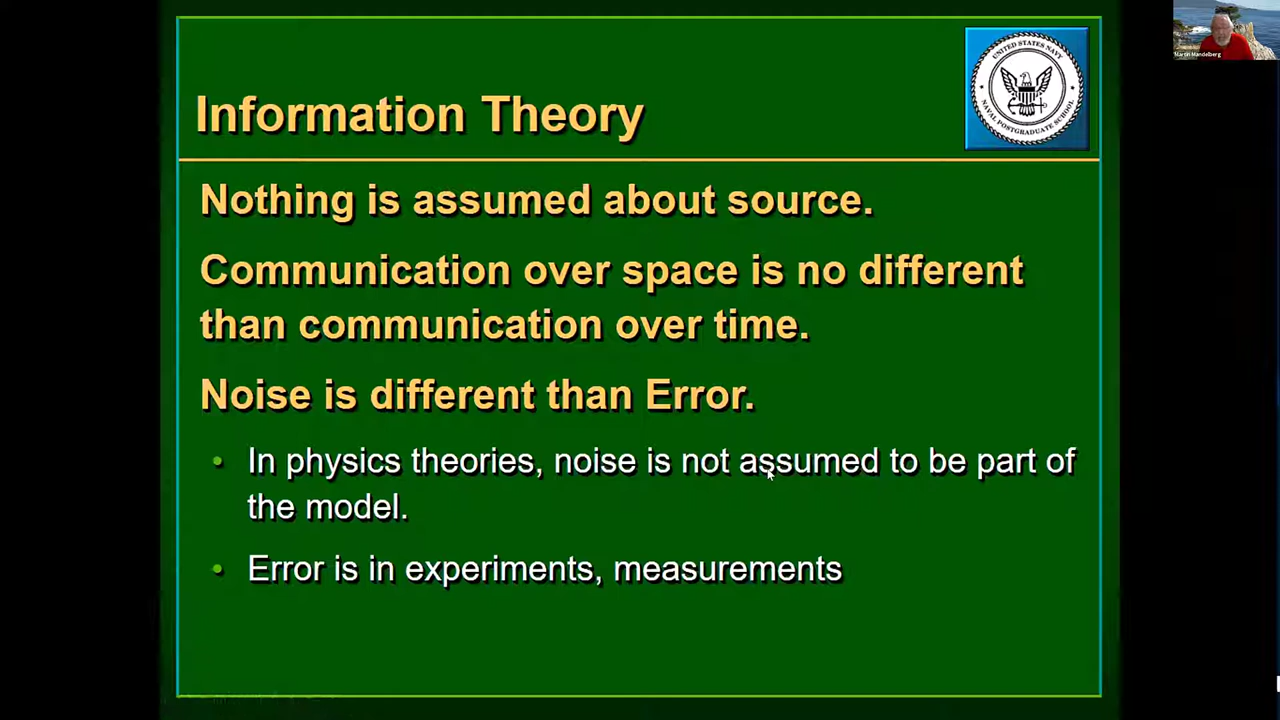 Information Theory
UNITED STATES NAVY
NAVAL POSTGRADUATE SCHOOL
Martin Mandelberg
Nothing is assumed about source.
Communication over space is no different
than communication over time.
Noise is different than Error.
• In physics theories, noise is not assumed to be part of
the model.
• Error is in experiments, measurements